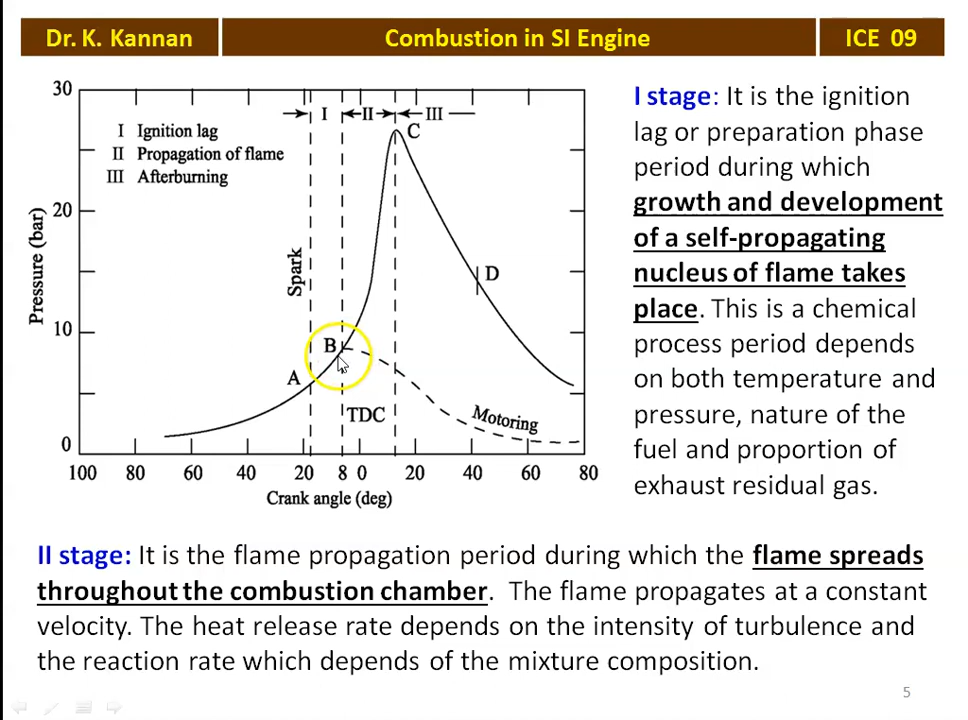 Dr. K. Kannan
Combustion in SI Engine
ICE 09
30
20
10
0
Pressure (bar)
I Ignition lag
II Propagation of flame
III Afterburning
I
II
III
C
D
B
A
Spark
TDC
Motoring
100 80 60 40 20 8 0 20 40 60 80
Crank angle (deg)
I stage: It is the ignition
lag or preparation phase
period during which
growth and development
of a self-propagating
nucleus of flame takes
place. This is a chemical
process period depends
on both temperature and
pressure, nature of the
fuel and proportion of
exhaust residual gas.
II stage: It is the flame propagation period during which the flame spreads
throughout the combustion chamber. The flame propagates at a constant
velocity. The heat release rate depends on the intensity of turbulence and
the reaction rate which depends of the mixture composition.
5